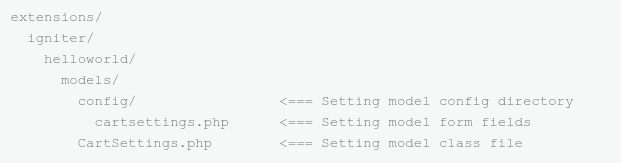 extensions/
  igniter/
    helloworld/
      models/
        config/                 <=== Setting model config directory
          cartsettings.php      <=== Setting model form fields
        CartSettings.php        <=== Setting model class file